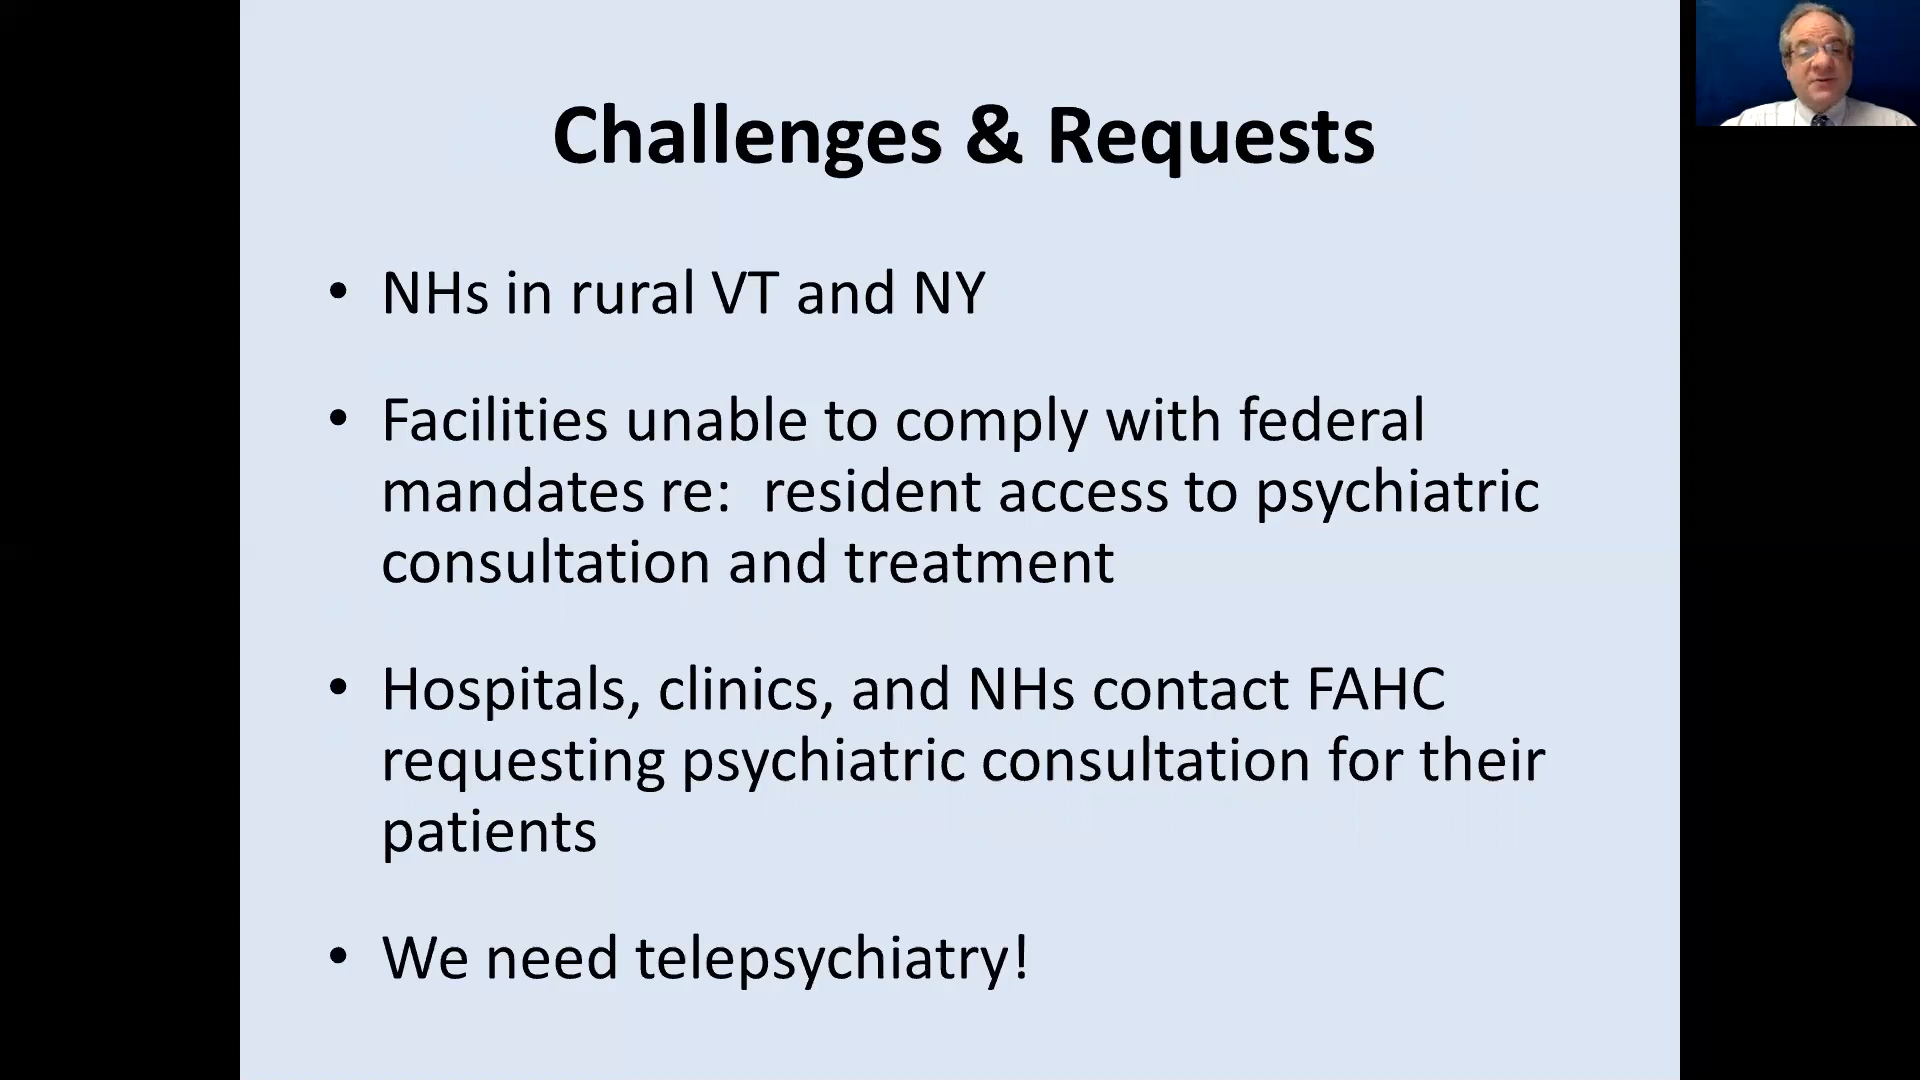 Challenges & Requests
• NHs in rural VT and NY
• Facilities unable to comply with federal
mandates re:  resident access to psychiatric
consultation and treatment
• Hospitals, clinics, and NHs contact FAHC
requesting psychiatric consultation for their
patients
• We need telepsychiatry!